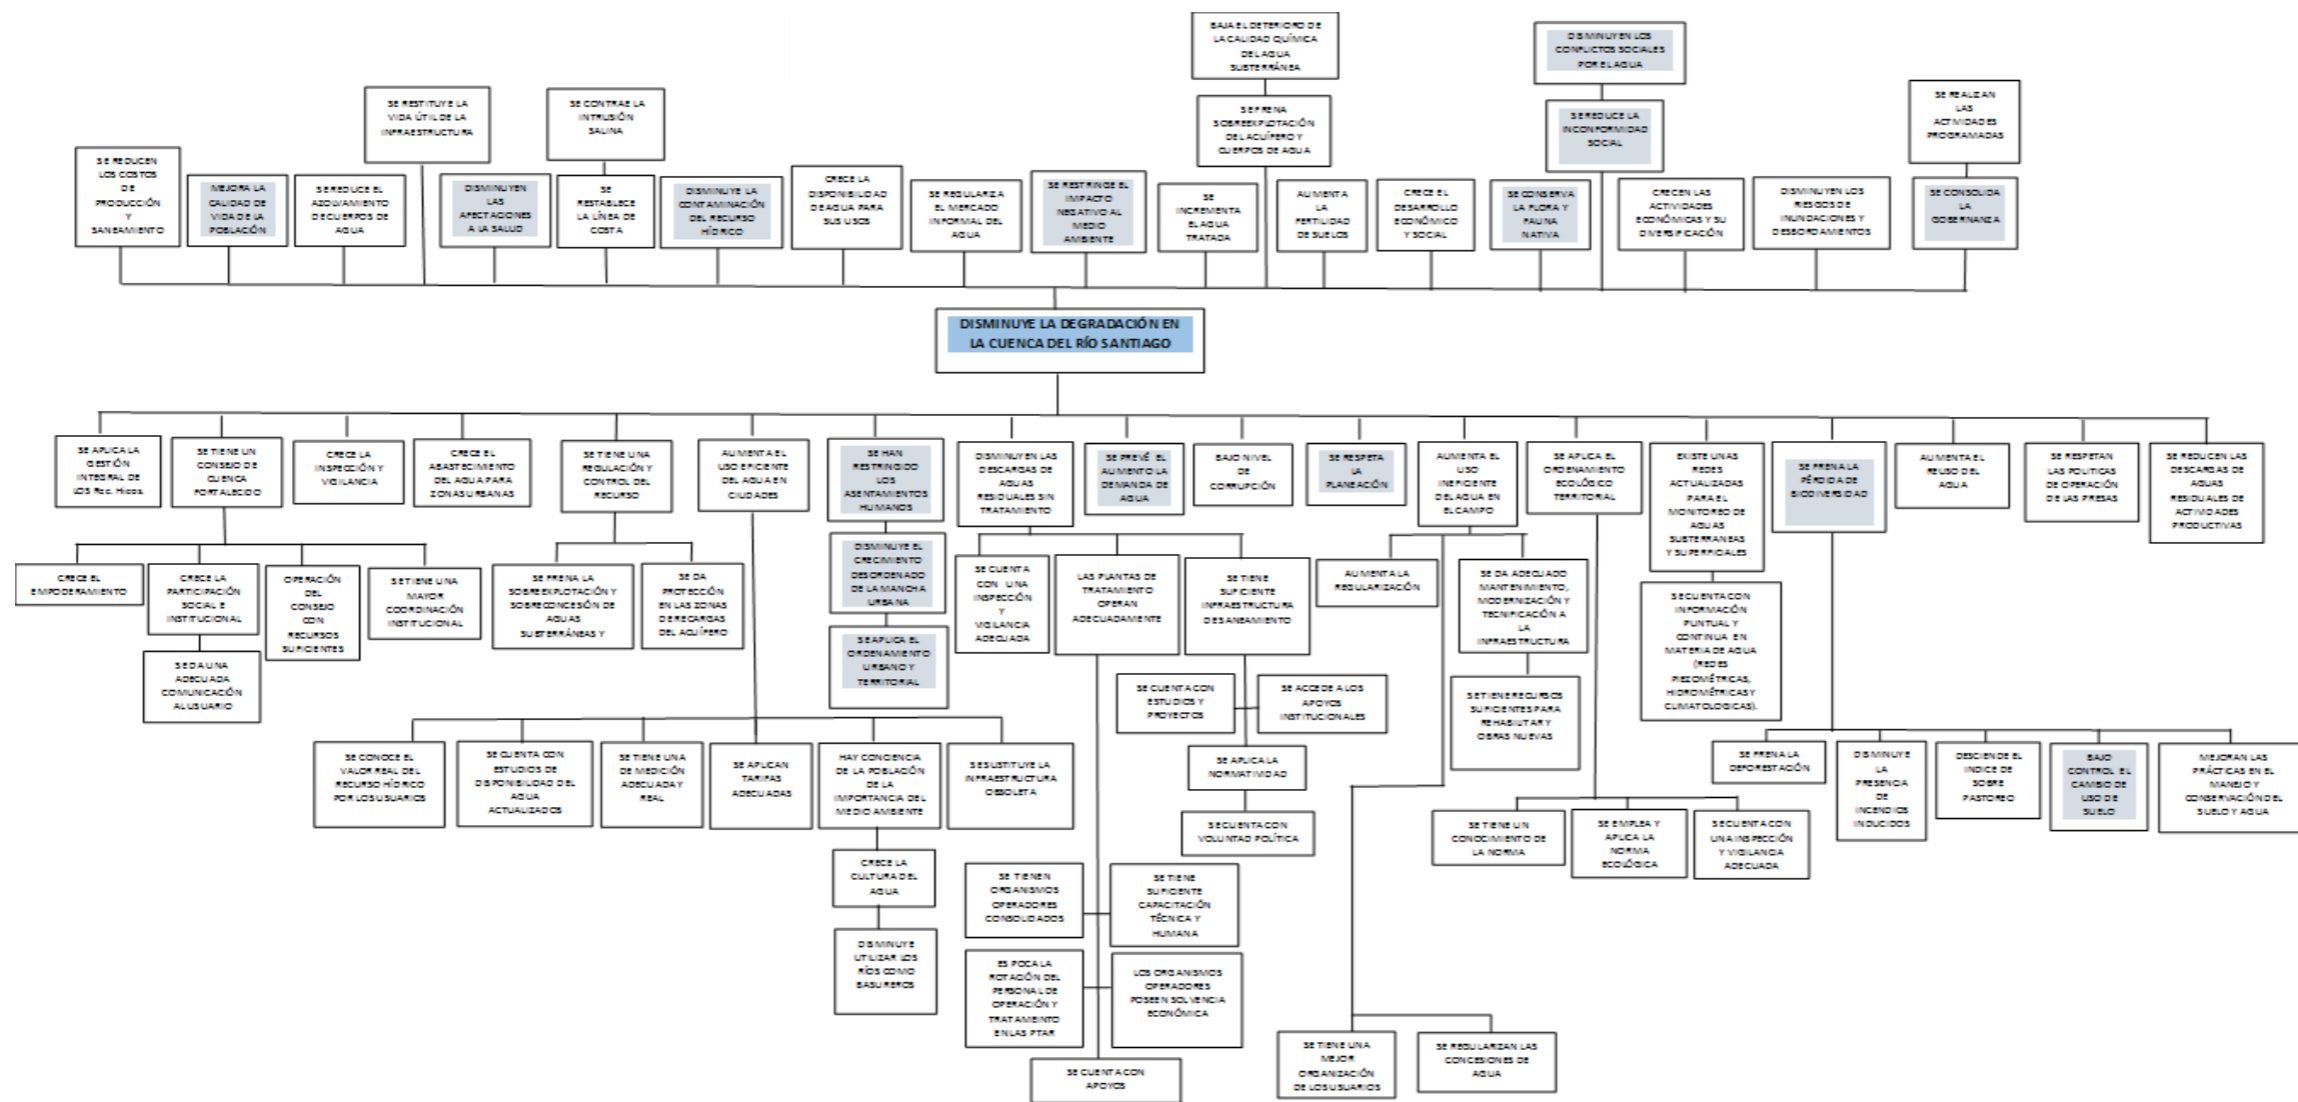 BAJA EL DETERIORO DE
LA CALIDAD QUÍMICA
DEL AGUA
SUBTERRÁNEA
DISMINUYEN LOS
CONFLICTOS SOCIALES
POR EL AGUA
SE RESTITUYE LA
VIDA ÚTIL DE LA
INFRAESTRUCTURA
SE CONTRAE LA
INTRUSIÓN
SALINA
SE FRENA
SOBREEXPLOTACIÓN
DEL ACUÍFERO Y
CUERPOS DE AGUA
SE REDUCE LA
INCONFORMIDAD
SOCIAL
SE REALIZAN
LAS
ACTIVIDADES
PROGRAMADAS
SE REDUCEN
LOS COSTOS
DE
PRODUCCIÓN
Y
SANEAMIENTO
MEJORA LA
CALIDAD DE
VIDA DE LA
POBLACIÓN
SE REDUCE EL
AZOLVAMIENTO
DE CUERPOS DE
AGUA
DISMINUYEN
LAS
AFECTACIONES
A LA SALUD
SE
RESTABLECE
LA LÍNEA DE
COSTA
DISMINUYE LA
CONTAMINACIÓN
DEL RECURSO
HÍDRICO
CRECE LA
DISPONIBILIDAD
DE AGUA PARA
SUS USOS
SE REGULARIZA
EL MERCADO
INFORMAL DEL
AGUA
SE RESTRINGE EL
IMPACTO
NEGATIVO AL
MEDIO
AMBIENTE
SE
INCREMENTA
EL AGUA
TRATADA
AUMENTA
LA
FERTILIDAD
DE SUELOS
CRECE EL
DESARROLLO
ECONÓMICO
Y SOCIAL
SE CONSERVA
LA FLORA Y
FAUNA
NATIVA
CRECEN LAS
ACTIVIDADES
ECONÓMICAS Y SU
DIVERSIFICACIÓN
DISMINUYEN LOS
RIESGOS DE
INUNDACIONES Y
DESBORDAMIENTOS
SE CONSOLIDA
LA
GOBERNANZA
DISMINUYE LA DEGRADACIÓN EN
LA CUENCA DEL RÍO SANTIAGO
SE APLICA LA
GESTIÓN
INTEGRAL DE
LOS Rec. Hicos.
SE TIENE UN
CONSEJO DE
CUENCA
FORTALECIDO
CRECE LA
INSPECCIÓN Y
VIGILANCIA
CRECE EL
ABASTECIMIENTO
DEL AGUA PARA
ZONAS URBANAS
SE TIENE UNA
REGULACIÓN Y
CONTROL DEL
RECURSO
AUMENTA EL
USO EFICIENTE
DEL AGUA EN
CIUDADES
SE HAN
RESTRINGIDO
LOS
ASENTAMIENTOS
HUMANOS
DISMINUYEN LAS
DESCARGAS DE
AGUAS
RESIDUALES SIN
TRATAMIENTO
SE PREVÉ EL
AUMENTO LA
DEMANDA DE
AGUA
BAJO NIVEL
DE
CORRUPCIÓN
SE RESPETA
LA
PLANEACIÓN
AUMENTA EL
USO
INEFICIENTE
DEL AGUA EN
EL CAMPO
SE APLICA EL
ORDENAMIENTO
ECOLÓGICO
TERRITORIAL
EXISTE UNAS
REDES
ACTUALIZADAS
PARA EL
MONITOREO DE
AGUAS
SUBTERRANEAS
Y SUPERFICIALES
SE FRENA LA
PÉRDIDA DE
BIODIVERSIDAD
AUMENTA EL
REUSO DEL
AGUA
SE RESPETAN
LAS POLITICAS
DE OPERACIÓN
DE LAS PRESAS
SE REDUCEN LAS
DESCARGAS DE
AGUAS
RESIDUALES DE
ACTIVIDADES
PRODUCTIVAS
CRECE EL
EMPODERAMIENTO
CRECE LA
PARTICIPACIÓN
SOCIAL E
INSTITUCIONAL
OPERACIÓN
DEL
CONSEJO
CON
RECURSOS
SUFICIENTES
SE TIENE UNA
MAYOR
COORDINACIÓN
INSTITUCIONAL
SE FRENA LA
SOBREEXPLOTACIÓN Y
SOBRECONCESIÓN DE
AGUAS
SUBTERRÁNEAS Y
SE DA
PROTECCIÓN
EN LAS ZONAS
DE RECARGAS
DEL ACUÍFERO
DISMINUYE EL
CRECIMIENTO
DESORDENADO
DE LA MANCHA
URBANA
SE CUENTA
CON UNA
INSPECCIÓN
Y
VIGILANCIA
ADECUADA
LAS PLANTAS DE
TRATAMIENTO
OPERAN
ADECUADAMENTE
SE TIENE
SUFICIENTE
INFRAESTRUCTURA
DE SANEAMIENTO
AUMENTA LA
REGULARIZACIÓN
SE DA ADECUADO
MANTENIMIENTO,
MODERNIZACIÓN Y
TECNIFICACIÓN A
LA
INFRAESTRUCTURA
SE CUENTA CON
INFORMACIÓN
PUNTUAL Y
CONTINUA EN
MATERIA DE AGUA
(REDES
PIEZOMÉTRICAS,
HIDROMÉTRICAS Y
CLIMATOLOGICAS).
SE DA UNA
ADECUADA
COMUNICACIÓN
AL USUARIO
SE APLICA EL
ORDENAMIENTO
URBANO Y
TERRITORIAL
SE CUENTA CON
ESTUDIOS Y
PROYECTOS
SE ACCEDE A LOS
APOYOS
INSTITUCIONALES
SE TIENE RECURSOS
SUFICIENTES PARA
REHABILITAR Y
OBRAS NUEVAS
SE CONOCE EL
VALOR REAL DEL
RECURSO HÍDRICO
POR LOS USUARIOS
SE CUENTA CON
ESTUDIOS DE
DISPONIBILIDAD DEL
AGUA
ACTUALIZADOS
SE TIENE UNA
DE MEDICIÓN
ADECUADA Y
REAL
SE APLICAN
TARIFAS
ADECUADAS
HAY CONCIENCIA
DE LA POBLACIÓN
DE LA
IMPORTANCIA DEL
MEDIO AMBIENTE
SE SUSTITUYE LA
INFRAESTRUCTURA
OBSOLETA
SE APLICA LA
NORMATIVIDAD
SE FRENA LA
DEFORESTACIÓN
DISMINUYE
LA
PRESENCIA
DE
INCENDIOS
INDUCIDOS
DESCIENDE EL
INDICE DE
SOBRE
PASTOREO
BAJO
CONTROL EL
CAMBIO DE
USO DE
SUELO
MEJORAN LAS
PRÁCTICAS EN EL
MANEJO Y
CONSERVACIÓN DEL
SUELO Y AGUA
SE CUENTA CON
VOLUNTAD POLÍTICA
SE TIENE UN
CONOCIMIENTO DE
LA NORMA
SE EMPLEA Y
APLICA LA
NORMA
ECOLÓGICA
SE CUENTA CON
UNA INSPECCIÓN
Y VIGILANCIA
ADECUADA
CRECE LA
CULTURA DEL
AGUA
SE TIENEN
ORGANISMOS
OPERADORES
CONSOLIDADOS
SE TIENE
SUFICIENTE
CAPACITACIÓN
TÉCNICA Y
HUMANA
DISMINUYE
UTILIZAR LOS
RÍOS COMO
BASUREROS
ES POCA LA
ROTACIÓN DEL
PERSONAL DE
OPERACIÓN Y
TRATAMEINTO
EN LAS PTAR
LOS ORGANISMOS
OPERADORES
POSEEN SOLVENCIA
ECONÓMICA
SE CUENTA CON
APOYOS
SE TIENE UNA
MEJOR
ORGANIZACIÓN
DE LOS USUARIOS
SE REGULARIZAN LAS
CONCESIONES DE
AGUA